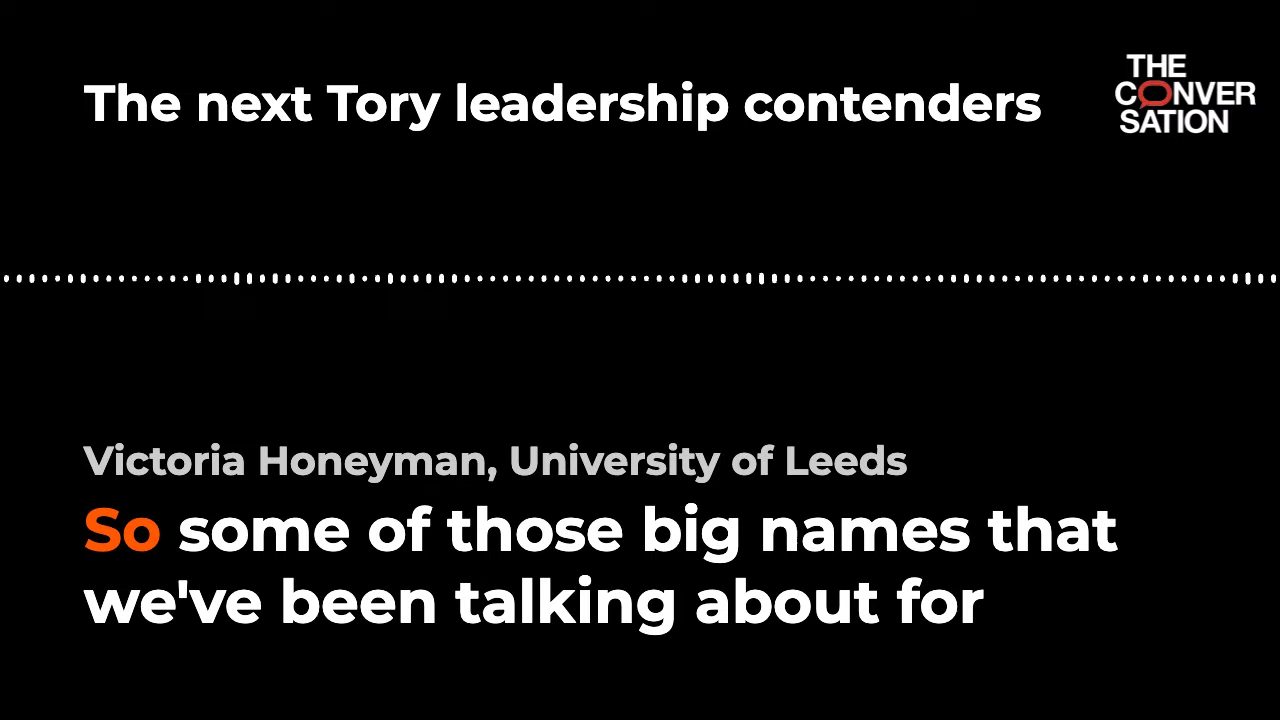 The next Tory leadership contenders
THE
CONVER
SATION
Victoria Honeyman, University of Leeds
So some of those big names that
we've been talking about for